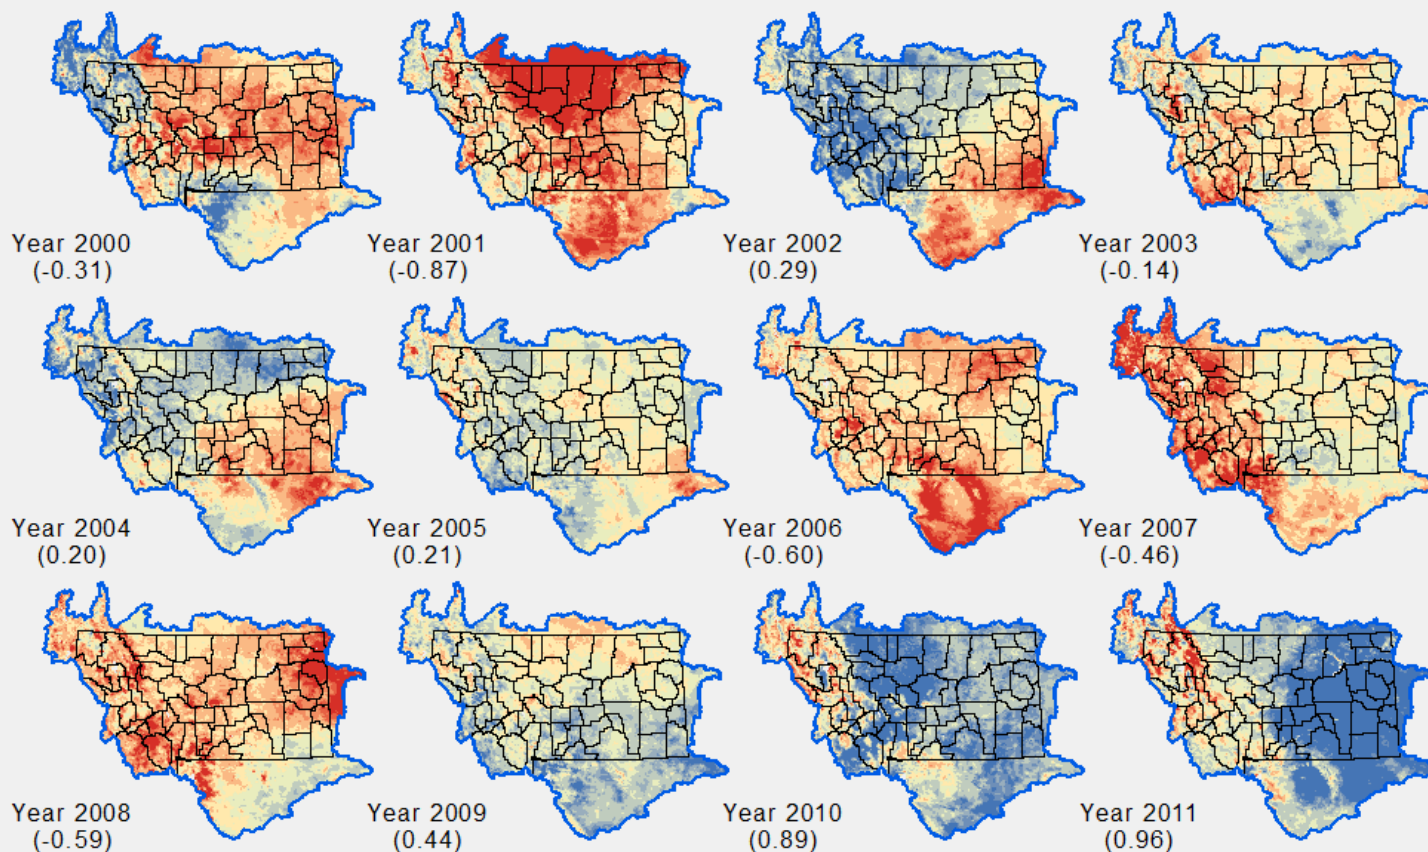 Year 2000
(-0.31)
Year 2001
(-0.87)
Year 2002
(0.29)
Year 2003
(-0.14)
Year 2004
(0.20)
Year 2005
(0.21)
Year 2006
(-0.60)
Year 2007
(-0.46)
Year 2008
(-0.59)
Year 2009
(0.44)
Year 2010
(0.89)
Year 2011
(0.96)